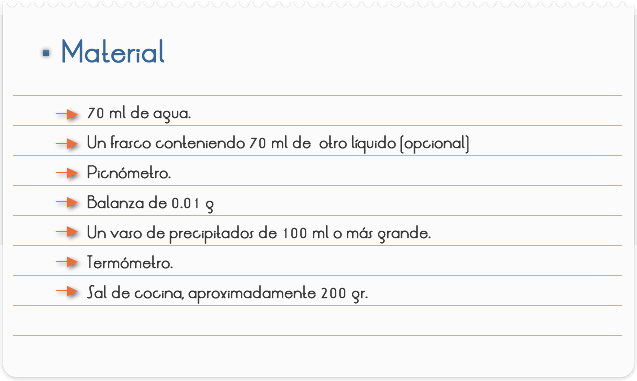 Material
70 ml de agua.
Un frasco conteniendo 70 ml de otro líquido (opcional)
Picnómetro.
Balanza de 0.01 g
Un vaso de precipitados de 100 ml o más grande.
Termómetro.
Sal de cocina, aproximadamente 200 gr.